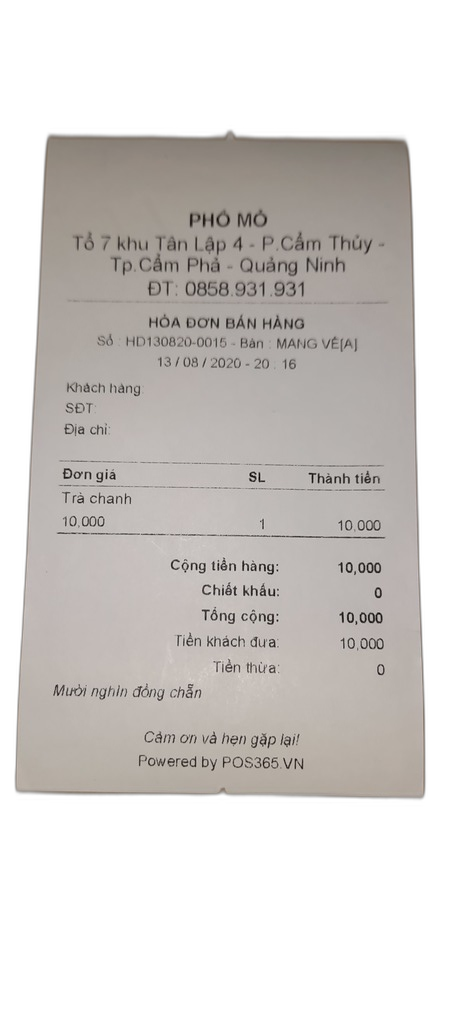 PHỐ MỎ
Tổ 7 khu Tân Lập 4 - P.Cẩm Thủy -
Tp.Cẩm Phả - Quảng Ninh
ĐT: 0858.931.931
HÓA ĐƠN BÁN HÀNG
Số : HD130820-0015 - Bàn : MANG VỀ[A]
13 / 08 / 2020 - 20 : 16
Khách hàng:
SĐT:
Địa chỉ:
Đơn giá SL Thành tiền
Trà chanh
10,000 1 10,000
Cộng tiền hàng: 10,000
Chiết khấu: 0
Tổng cộng: 10,000
Tiền khách đưa: 10,000
Tiền thừa: 0
Mười nghìn đồng chẵn
Cảm ơn và hẹn gặp lại!
Powered by POS365.VN